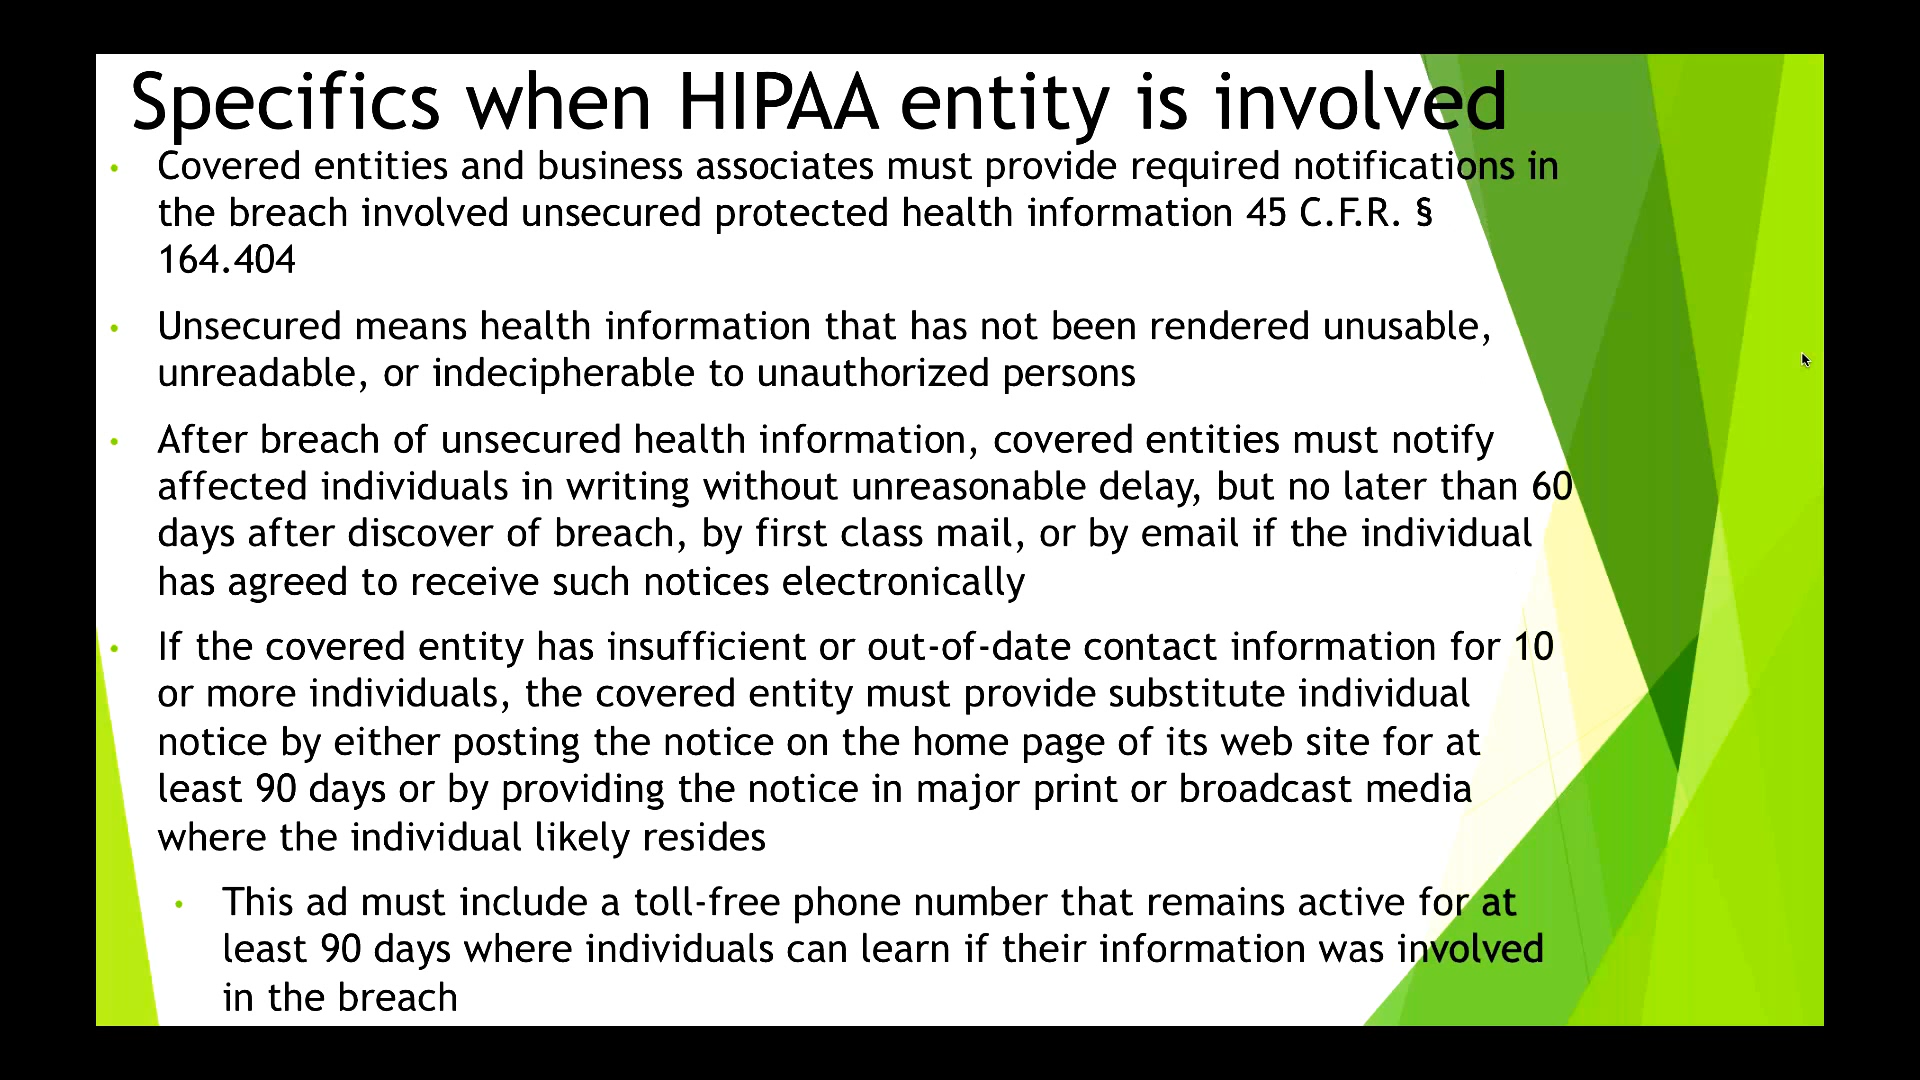 Specifics when HIPAA entity is involved
• Covered entities and business associates must provide required notifications in
the breach involved unsecured protected health information 45 C.F.R. §
164.404
• Unsecured means health information that has not been rendered unusable,
unreadable, or indecipherable to unauthorized persons
• After breach of unsecured health information, covered entities must notify
affected individuals in writing without unreasonable delay, but no later than 60
days after discover of breach, by first class mail, or by email if the individual
has agreed to receive such notices electronically
• If the covered entity has insufficient or out-of-date contact information for 10
or more individuals, the covered entity must provide substitute individual
notice by either posting the notice on the home page of its web site for at
least 90 days or by providing the notice in major print or broadcast media
where the individual likely resides
• This ad must include a toll-free phone number that remains active for at
least 90 days where individuals can learn if their information was involved
in the breach